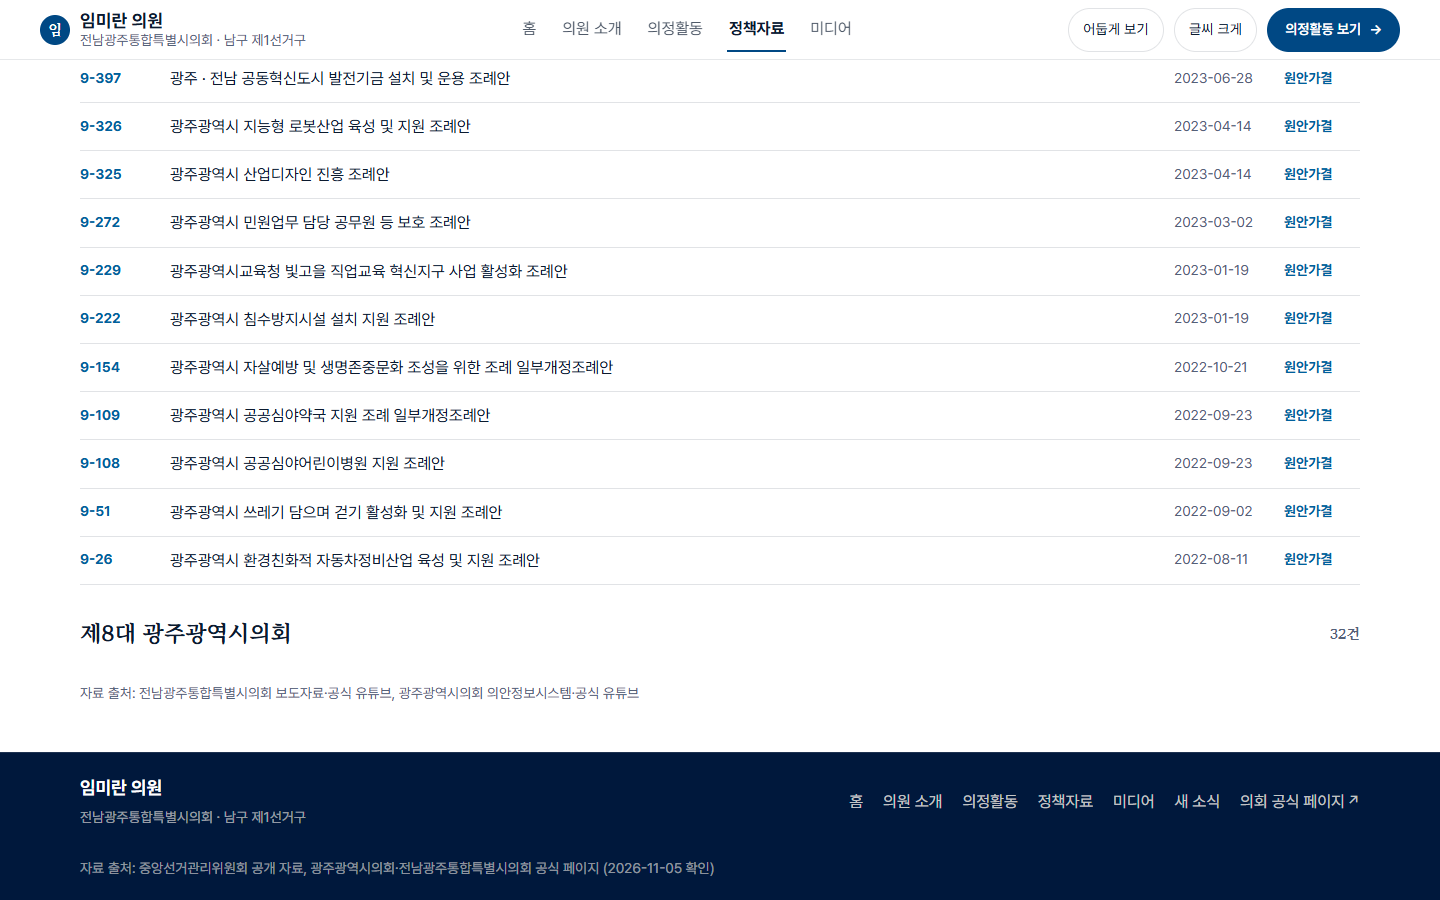 임
임미란 의원
전남광주통합특별시의회 · 남구 제1선거구
홈 의원 소개 의정활동 정책자료 미디어
어둡게 보기 글씨 크게 의정활동 보기 →
9-397 광주 · 전남 공동혁신도시 발전기금 설치 및 운용 조례안 2023-06-28 원안가결
9-326 광주광역시 지능형 로봇산업 육성 및 지원 조례안 2023-04-14 원안가결
9-325 광주광역시 산업디자인 진흥 조례안 2023-04-14 원안가결
9-272 광주광역시 민원업무 담당 공무원 등 보호 조례안 2023-03-02 원안가결
9-229 광주광역시교육청 빛고을 직업교육 혁신지구 사업 활성화 조례안 2023-01-19 원안가결
9-222 광주광역시 침수방지시설 설치 지원 조례안 2023-01-19 원안가결
9-154 광주광역시 자살예방 및 생명존중문화 조성을 위한 조례 일부개정조례안 2022-10-21 원안가결
9-109 광주광역시 공공심야약국 지원 조례 일부개정조례안 2022-09-23 원안가결
9-108 광주광역시 공공심야어린이병원 지원 조례안 2022-09-23 원안가결
9-51 광주광역시 쓰레기 담으며 걷기 활성화 및 지원 조례안 2022-09-02 원안가결
9-26 광주광역시 환경친화적 자동차정비산업 육성 및 지원 조례안 2022-08-11 원안가결
제8대 광주광역시의회 32건
자료 출처: 전남광주통합특별시의회 보도자료·공식 유튜브, 광주광역시의회 의안정보시스템·공식 유튜브
임미란 의원
전남광주통합특별시의회 · 남구 제1선거구
홈 의원 소개 의정활동 정책자료 미디어 새 소식 의회 공식 페이지 ↗
자료 출처: 중앙선거관리위원회 공개 자료, 광주광역시의회·전남광주통합특별시의회 공식 페이지 (2026-11-05 확인)